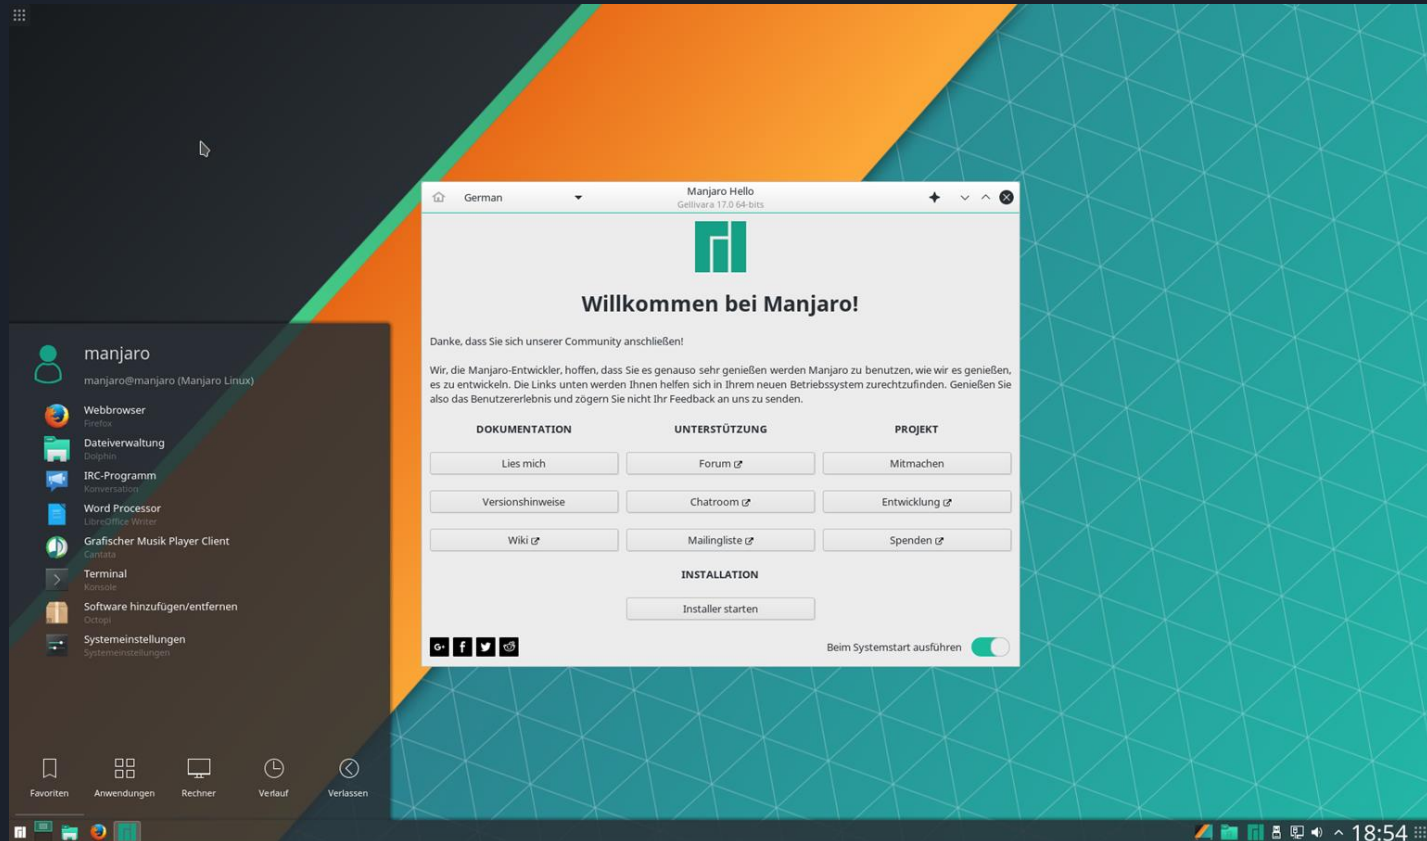 German
Manjaro Hello
Gellivara 17.0 64-bits
Willkommen bei Manjaro!
Danke, dass Sie sich unserer Community anschließen!
Wir, die Manjaro-Entwickler, hoffen, dass Sie es genauso sehr genießen werden Manjaro zu benutzen, wie wir es genießen,
es zu entwickeln. Die Links unten werden Ihnen helfen sich in Ihrem neuen Betriebssystem zurechtzufinden. Genießen Sie
also das Benutzererlebnis und zögern Sie nicht Ihr Feedback an uns zu senden.
DOKUMENTATION UNTERSTÜTZUNG PROJEKT
Lies mich Forum Mitmachen
Versionshinweise Chatroom Entwicklung
Wiki Mailingliste Spenden
INSTALLATION
Installer starten
G+ f
Beim Systemstart ausführen
manjaro
manjaro@manjaro (Manjaro Linux)
Webbrowser
Firefox
Dateiverwaltung
Dolphin
IRC-Programm
Konversation
Word Processor
LibreOffice Writer
Grafischer Musik Player Client
Cantata
Terminal
Konsole
Software hinzufügen/entfernen
Octopi
Systemeinstellungen
Systemeinstellungen
Favoriten Anwendungen Rechner Verlauf Verlassen
18:54